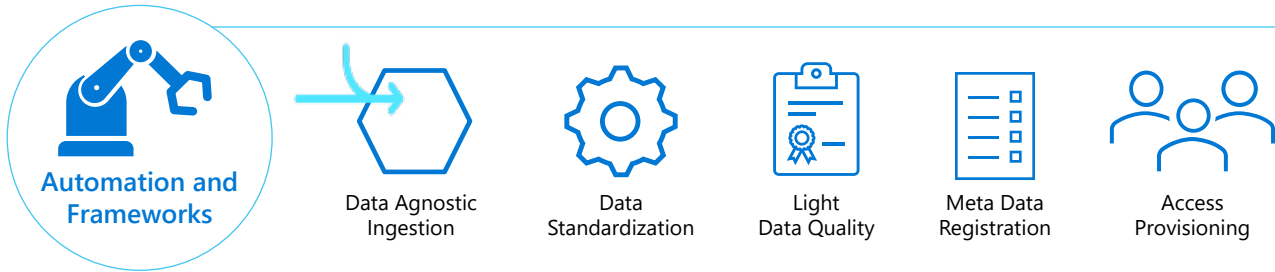 Automation and
Frameworks
Data Agnostic
Ingestion
Data
Standardization
Light
Data Quality
Meta Data
Registration
Access
Provisioning